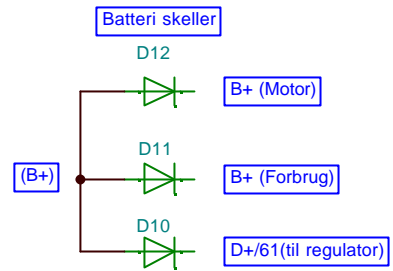 Batteri skeller
D12
B+ (Motor)
D11
(B+)
B+ (Forbrug)
D10
D+/61(til regulator)